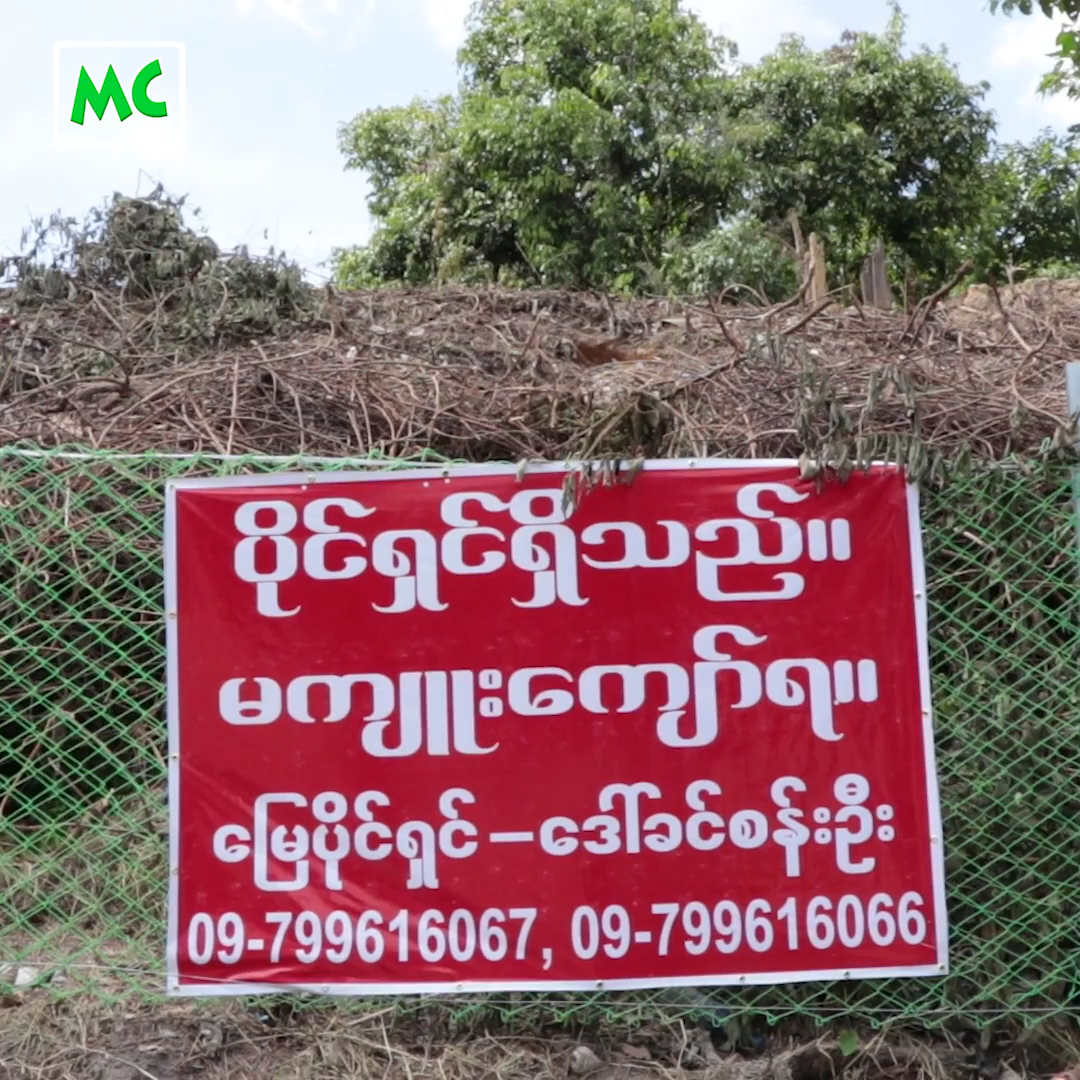 MC
ပိုင်ရှင်ရှိသည်။
မကျူးကျော်ရ။
မြေပိုင်ရှင် – ဒေါ်ခင်စန်းဦး
09-799616067, 09-799616066